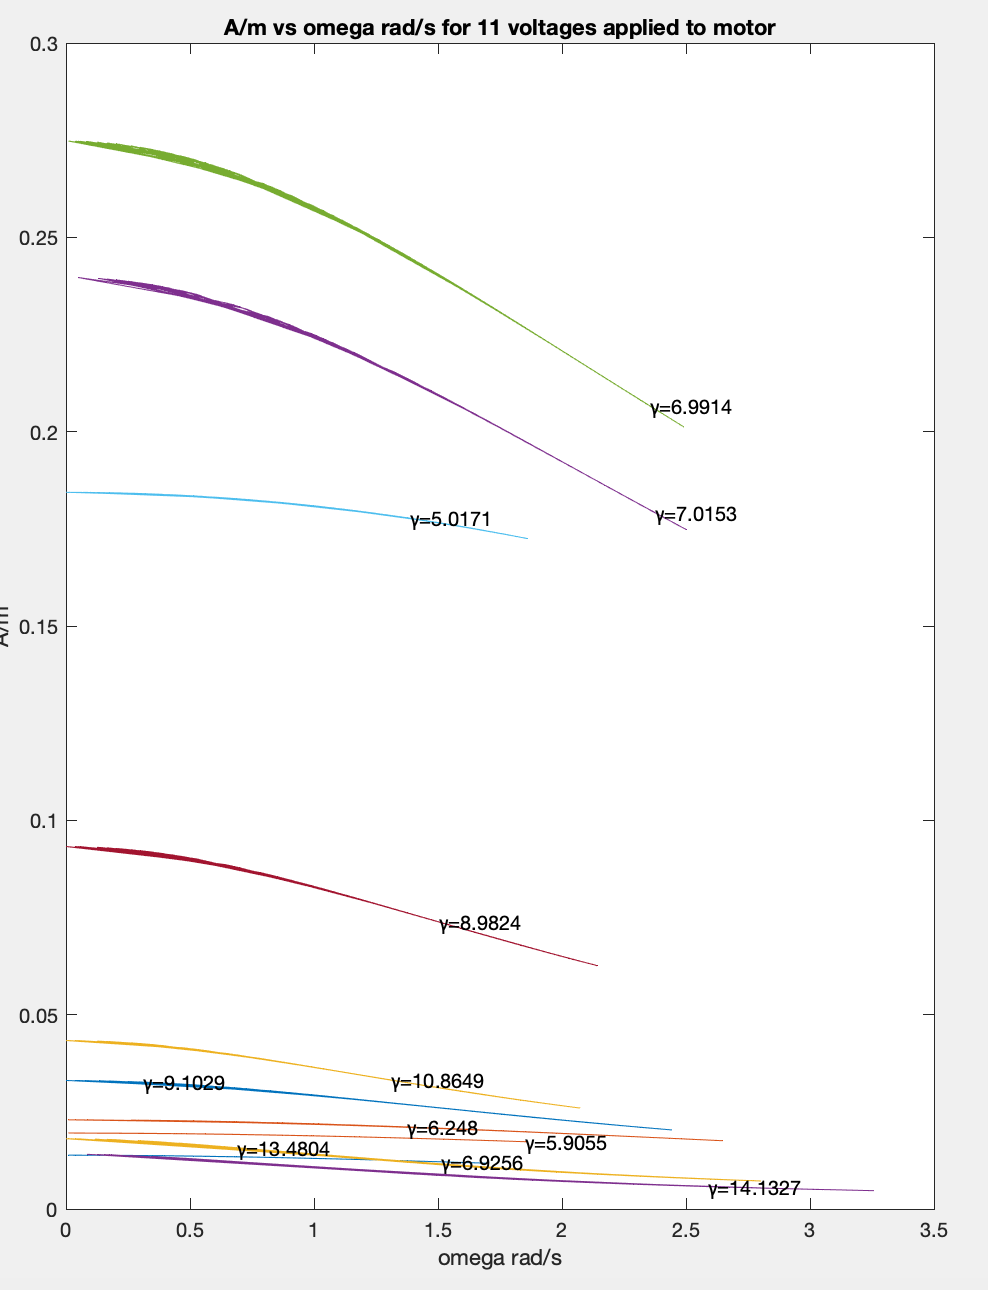 A/m vs omega rad/s for 11 voltages applied to motor
0.3
0.25
0.2
0.15
0.1
0.05
0
A/m
γ=6.9914
γ=7.0153
γ=5.0171
γ=8.9824
γ=10.8649
γ=9.1029
γ=6.248
γ=5.9055
γ=13.4804
γ=6.9256
γ=14.1327
0 0.5 1 1.5 2 2.5 3 3.5
omega rad/s